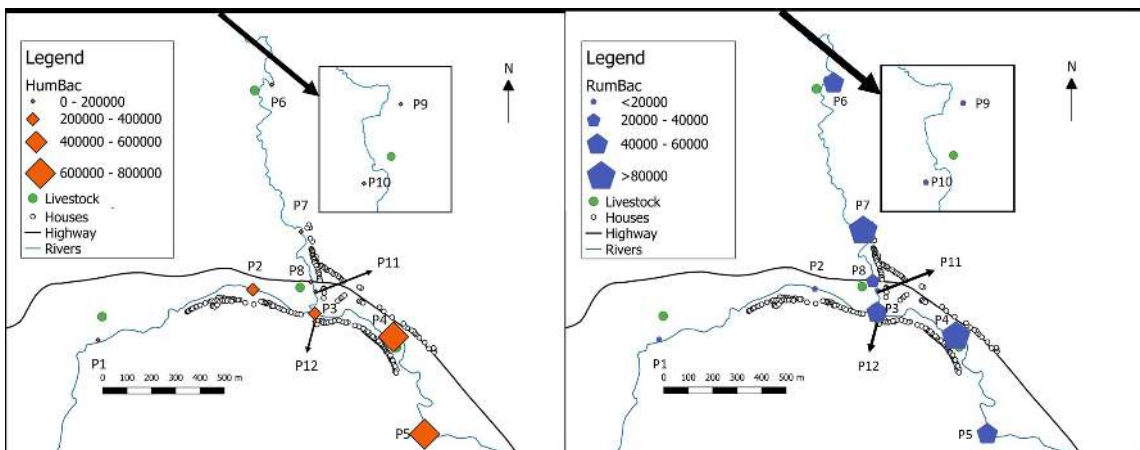 Legend
HumBac
0 - 200000
200000 - 400000
400000 - 600000
600000 - 800000
Livestock
Houses
Highway
Rivers
N
P6
P9
P10
P7
P2
P8
P11
P3
P4
P1
P12
0 100 200 300 400 500 m
P5
Legend
RumBac
<20000
20000 - 40000
40000 - 60000
>80000
Livestock
Houses
Highway
Rivers
N
P6
P9
P10
P7
P2
P8
P11
P3
P4
P1
P12
0 100 200 300 400 500 m
P5